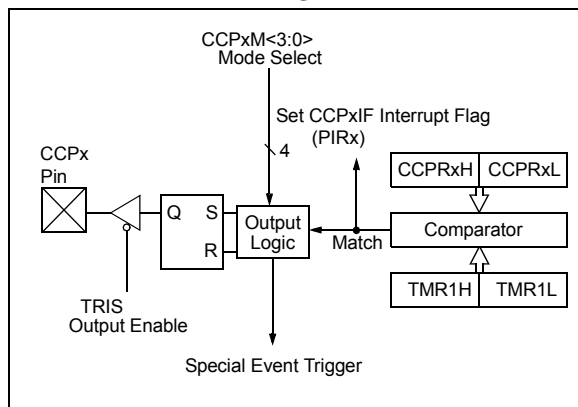 CCPxM<3:0>
Mode Select
Set CCPxIF Interrupt Flag
(PIRx)
4
CCPx
Pin
CCPRxH CCPRxL
Q S
R
Output
Logic
Match
Comparator
TRIS
Output Enable
TMR1H TMR1L
Special Event Trigger